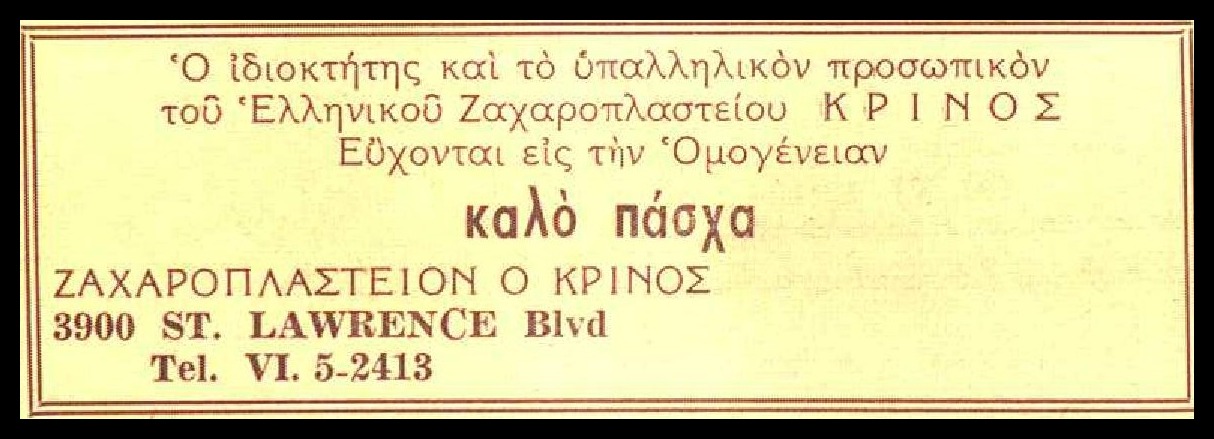 Ὁ ἰδιοκτήτης καὶ τὸ ὑπαλληλικὸν προσωπικὸν
τοῦ Ἑλληνικοῦ Ζαχαροπλαστείου ΚΡΙΝΟΣ
Εὔχονται εἰς τὴν Ὁμογένειαν
καλὸ πάσχα
ΖΑΧΑΡΟΠΛΑΣΤΕΙΟΝ Ο ΚΡΙΝΟΣ
3900 ST. LAWRENCE Blvd
Tel. VI. 5-2413